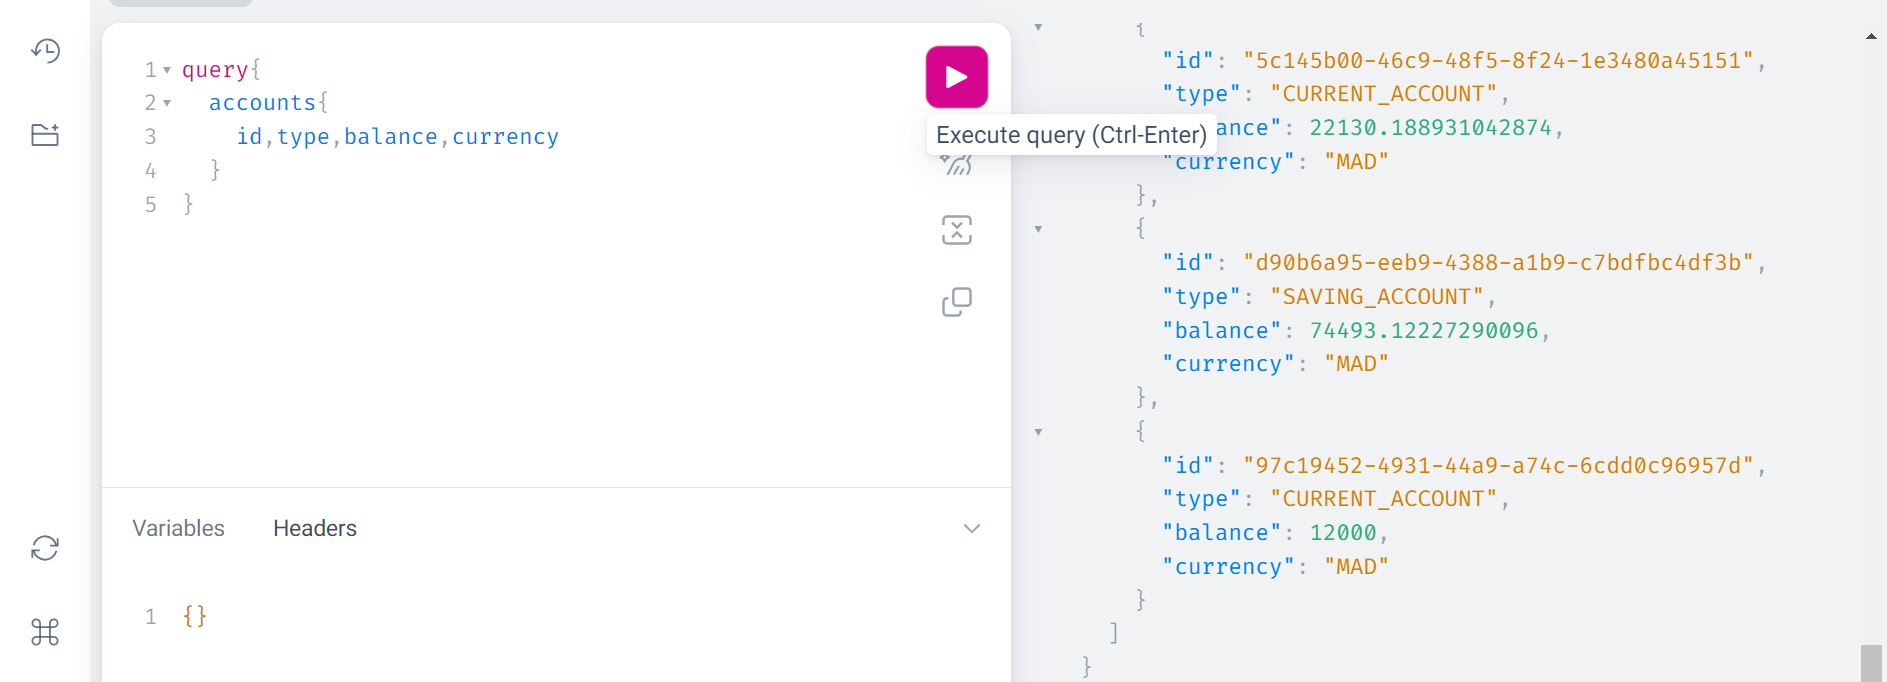 1 query{
2 accounts{
3 id,type,balance,currency
4 }
5 }
Execute query (Ctrl-Enter)
Variables Headers
1 {}
{
"id": "5c145b00-46c9-48f5-8f24-1e3480a45151",
"type": "CURRENT_ACCOUNT",
ance": 22130.188931042874,
"currency": "MAD"
},
{
"id": "d90b6a95-eeb9-4388-a1b9-c7bdfbc4df3b",
"type": "SAVING_ACCOUNT",
"balance": 74493.12227290096,
"currency": "MAD"
},
{
"id": "97c19452-4931-44a9-a74c-6cdd0c96957d",
"type": "CURRENT_ACCOUNT",
"balance": 12000,
"currency": "MAD"
}
]
}